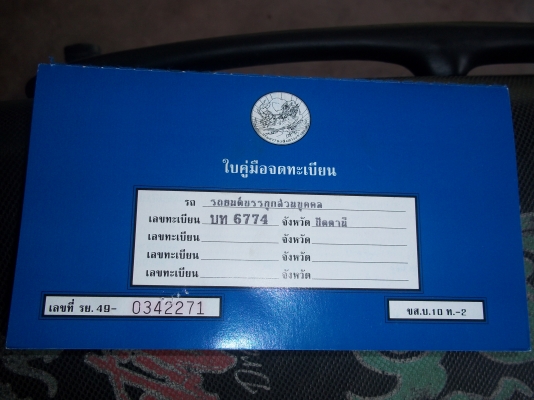 ใบคู่มือจดทะเบียน
รถ รถยนต์บรรทุกส่วนบุคคล
เลขทะเบียน บท 6774 จังหวัด ปัตตานี
เลขทะเบียน จังหวัด
เลขทะเบียน จังหวัด
เลขทะเบียน จังหวัด
เลขที่ รย. 49- 0342271
ขส.บ.10 ท.-2